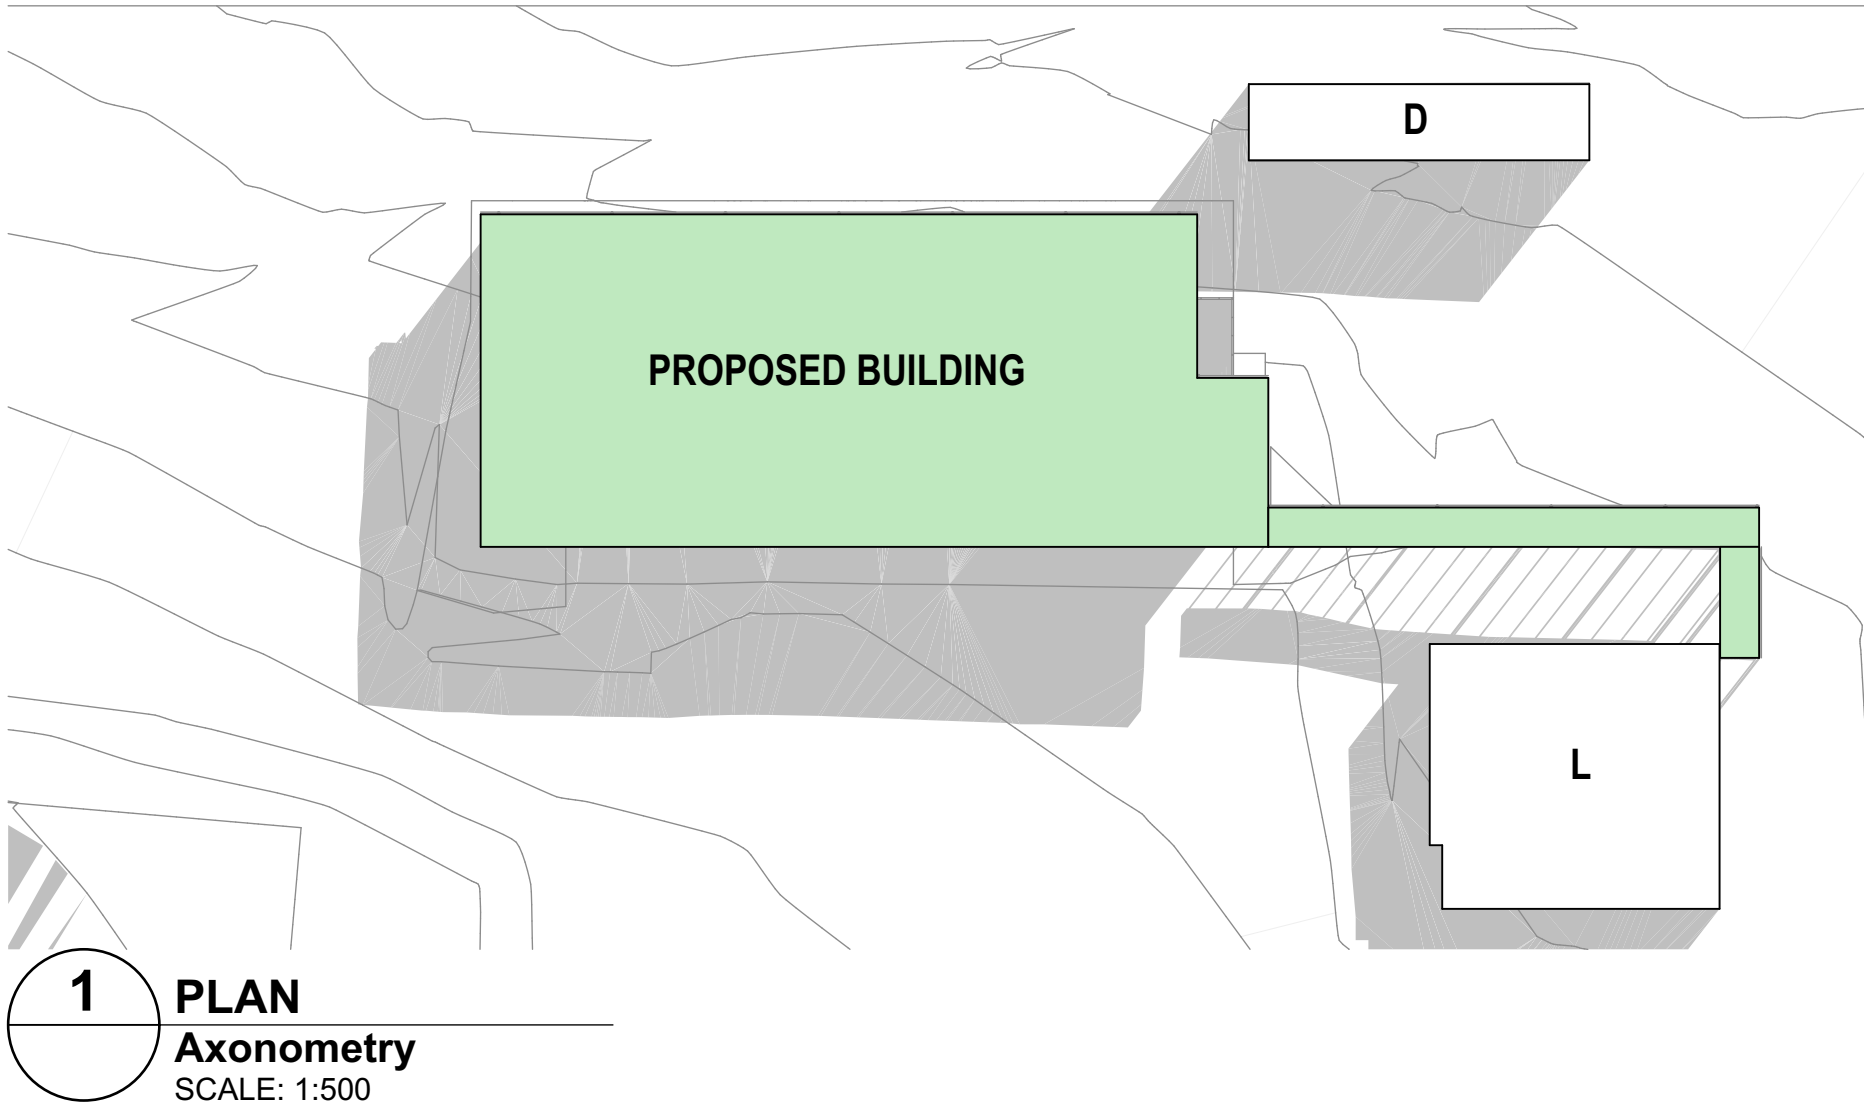 D
PROPOSED BUILDING
L
1
PLAN
Axonometry
SCALE: 1:500